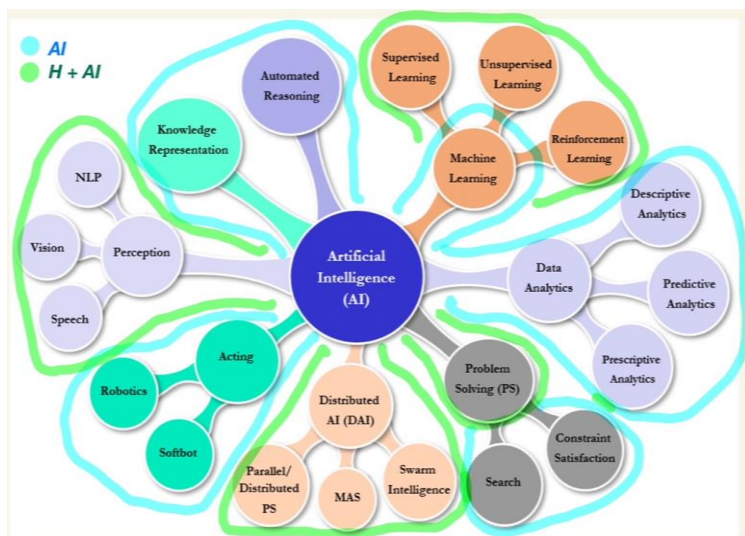 AI
H + AI
Supervised
Learning
Unsupervised
Learning
Automated
Reasoning
Knowledge
Representation
Machine
Learning
Reinforcement
Learning
NLP
Vision
Perception
Speech
Artificial
Intelligence
(AI)
Data
Analytics
Descriptive
Analytics
Predictive
Analytics
Prescriptive
Analytics
Acting
Robotics
Softbot
Distributed
AI (DAI)
Parallel/
Distributed
PS
MAS
Swarm
Intelligence
Problem
Solving (PS)
Search
Constraint
Satisfaction